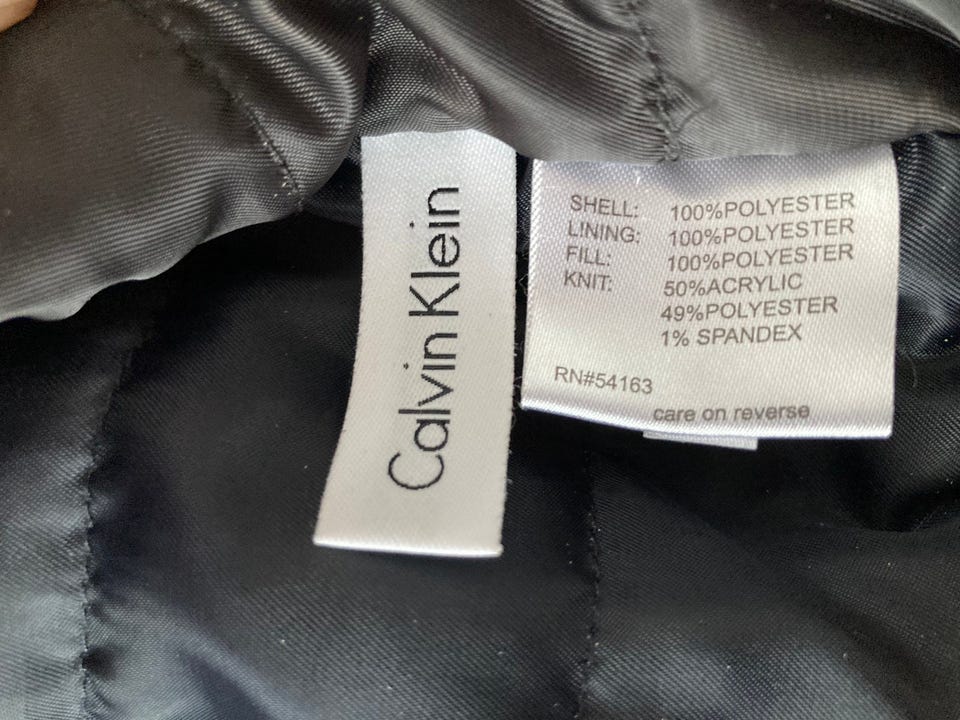 Calvin Klein
SHELL: 100%POLYESTER
LINING: 100%POLYESTER
FILL: 100%POLYESTER
KNIT: 50%ACRYLIC
49%POLYESTER
1% SPANDEX
RN#54163
care on reverse